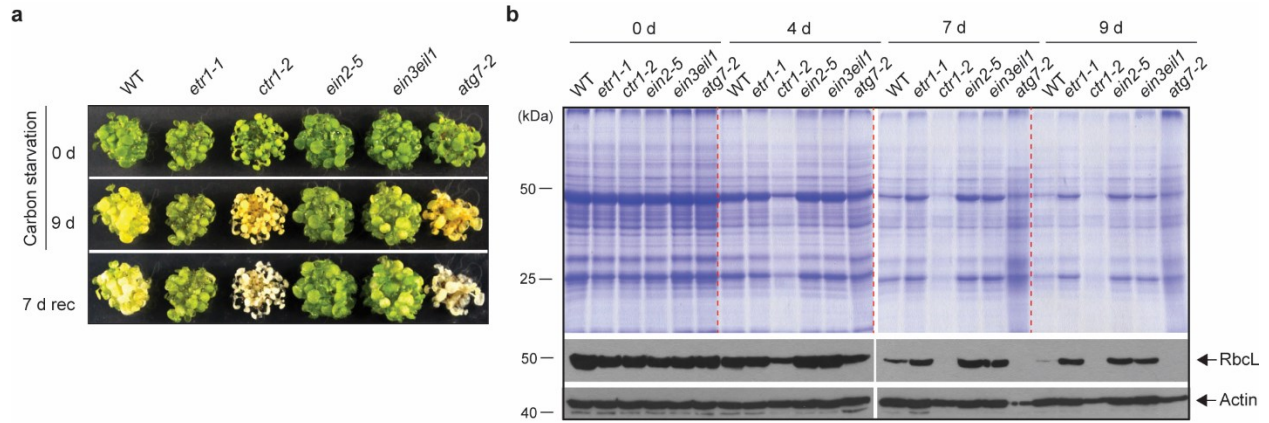 a
WT etr1-1 ctr1-2 ein2-5 ein3eil1 atg7-2
Carbon starvation
0 d
9 d
7 d rec
b
0 d 4 d 7 d 9 d
WT etr1-1 ctr1-2 ein2-5 ein3eil1 atg7-2 WT etr1-1 ctr1-2 ein2-5 ein3eil1 atg7-2 WT etr1-1 ctr1-2 ein2-5 ein3eil1 atg7-2 WT etr1-1 ctr1-2 ein2-5 ein3eil1 atg7-2
(kDa)
50
25
50 RbcL
40 Actin